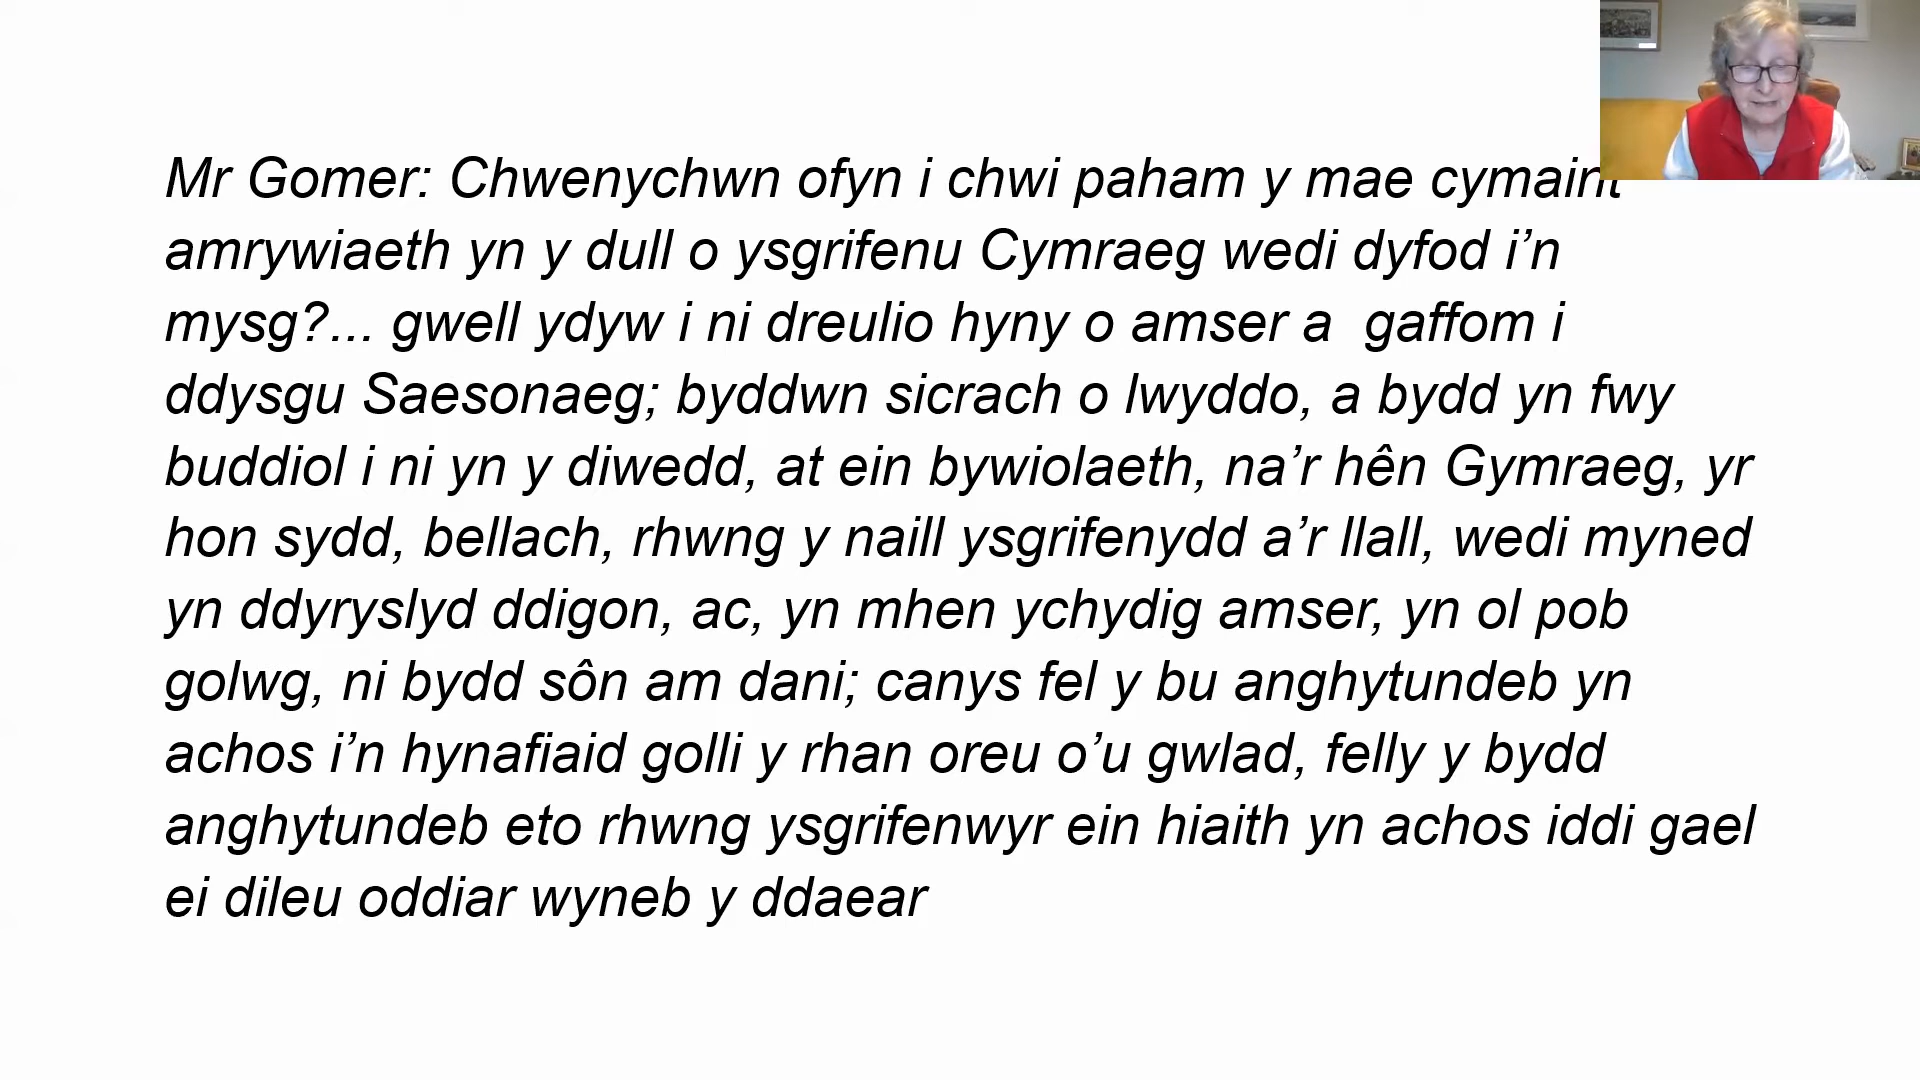 Mr Gomer: Chwenychwn ofyn i chwi paham y mae cymaint
amrywiaeth yn y dull o ysgrifenu Cymraeg wedi dyfod i’n
mysg?... gwell ydyw i ni dreulio hyny o amser a  gaffom i
ddysgu Saesonaeg; byddwn sicrach o lwyddo, a bydd yn fwy
buddiol i ni yn y diwedd, at ein bywiolaeth, na’r hên Gymraeg, yr
hon sydd, bellach, rhwng y naill ysgrifenydd a’r llall, wedi myned
yn ddyryslyd ddigon, ac, yn mhen ychydig amser, yn ol pob
golwg, ni bydd sôn am dani; canys fel y bu anghytundeb yn
achos i’n hynafiaid golli y rhan oreu o’u gwlad, felly y bydd
anghytundeb eto rhwng ysgrifenwyr ein hiaith yn achos iddi gael
ei dileu oddiar wyneb y ddaear